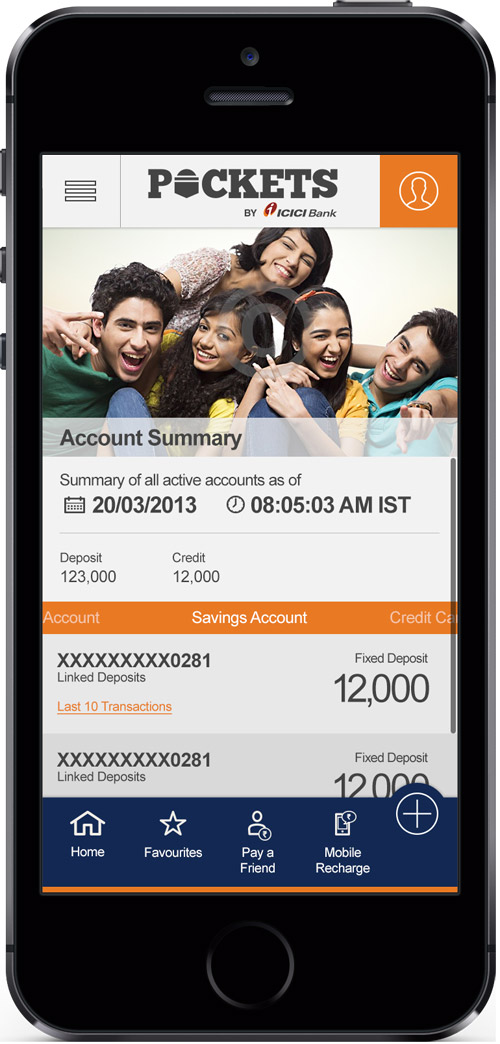 POCKETS
BY ICICI Bank
Account Summary
Summary of all active accounts as of
20/03/2013 08:05:03 AM IST
Deposit Credit
123,000 12,000
Account Savings Account Credit Ca
XXXXXXXXX0281 Fixed Deposit
Linked Deposits 12,000
Last 10 Transactions
XXXXXXXXX0281 Fixed Deposit
Linked Deposits 12,000
Home Favourites Pay a Friend Mobile Recharge